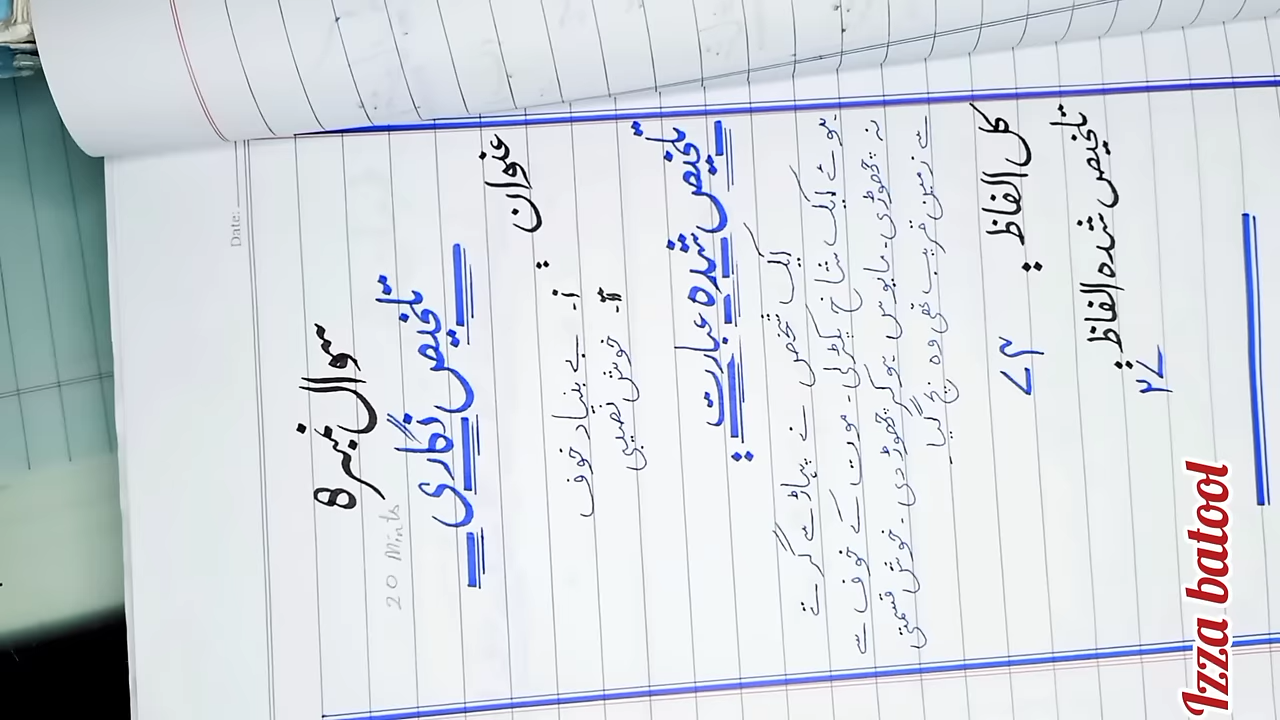 Date:
سوال نمبر 8
20 Mints
تلخیص نگاری
عنوان :
i۔ بے بنیاد خوف
ii۔ خوش نصیبی
تلخیص شدہ عبارت :
ایک شخص نے پہاڑ سے گرتے
ہوئے ایک شاخ پکڑ لی۔ موت کے خوف سے
نہ چھوڑی۔ مایوس ہو کر چھوڑ دی۔ خوش قسمتی
سے زمین قریب تھی وہ بچ گیا۔
کل الفاظ :
تلخیص شدہ الفاظ :
۲۷
Izza batool